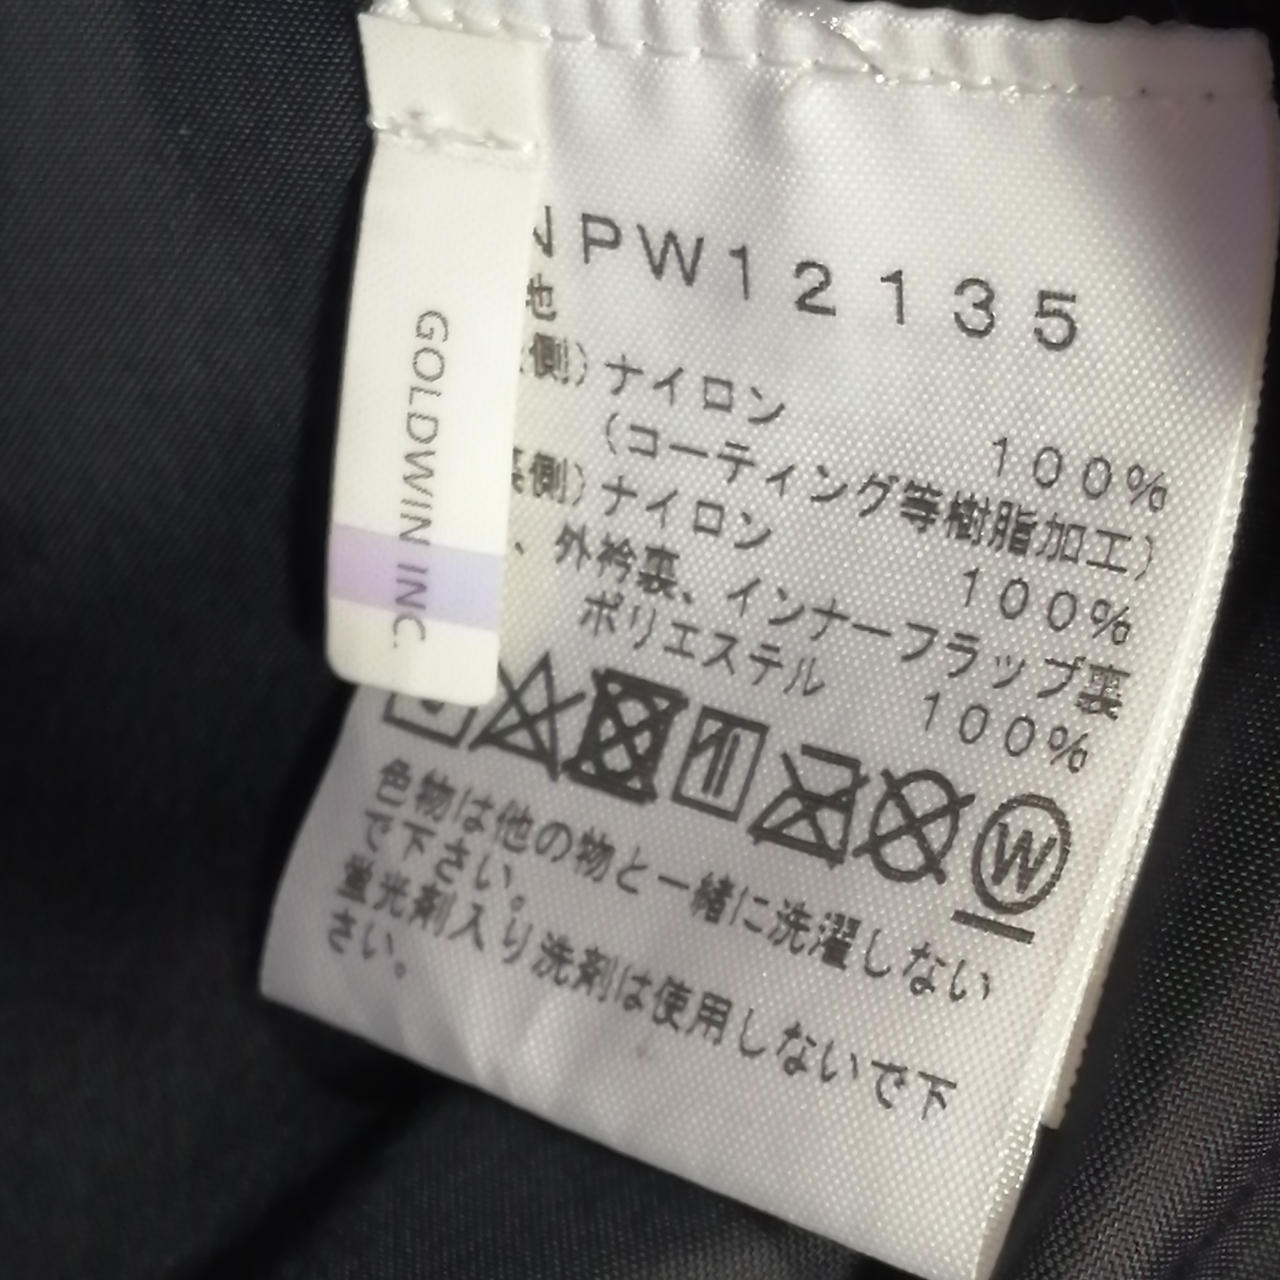 GOLDWIN INC.
NPW12135
地
側) ナイロン 100%
(コーティング等樹脂加工)
裏側) ナイロン 100%
、外衿裏、インナーフラップ裏
ポリエステル 100%
W
色物は他の物と一緒に洗濯しない
で下さい。
蛍光剤入り洗剤は使用しないで下
さい。